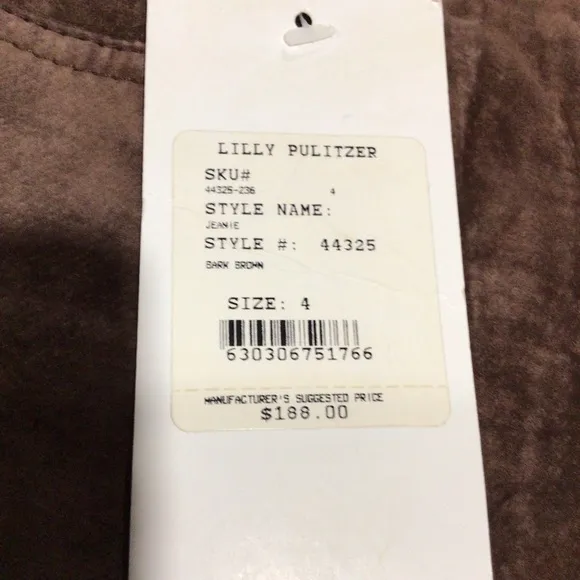 LILLY PULITZER
SKU#
44325-236 4
STYLE NAME:
JEANIE
STYLE #: 44325
BARK BROWN
SIZE: 4
630306751766
MANUFACTURER'S SUGGESTED PRICE
$188.00